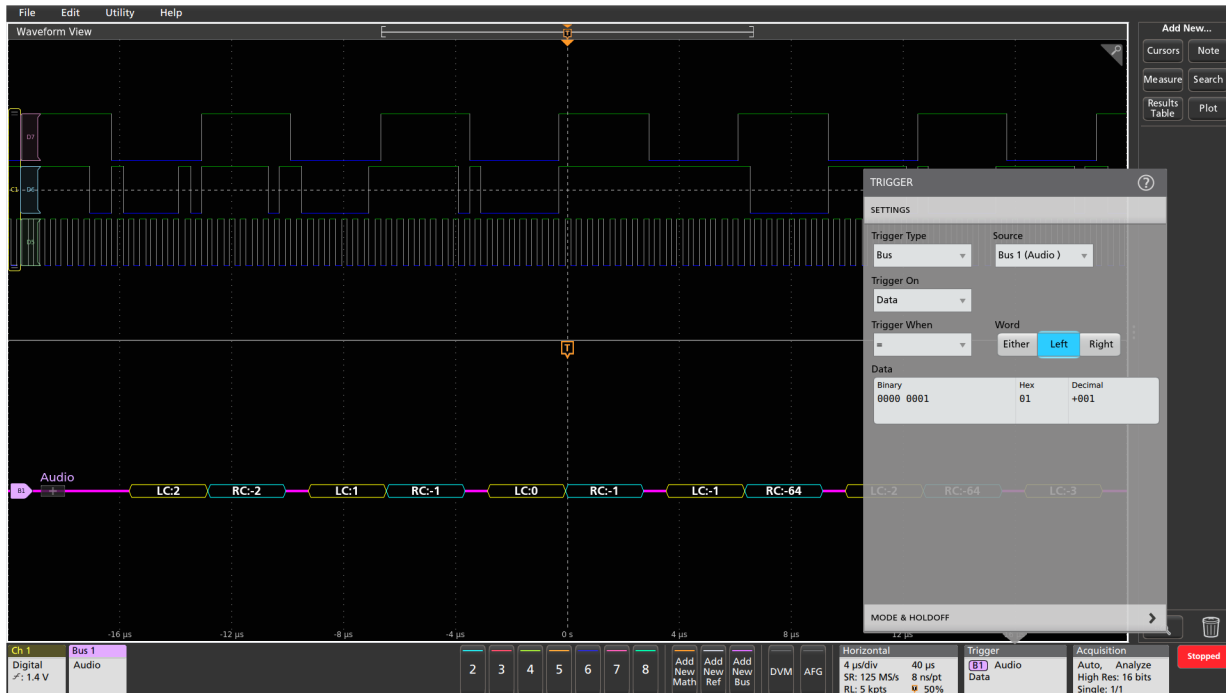 File Edit Utility Help
Waveform View
Add New...
Cursors Note
Measure Search
Results Table Plot
T
D7
C1 D6
D5
TRIGGER ?
SETTINGS
Trigger Type Source
Bus Bus 1 (Audio )
Trigger On
Data
Trigger When Word
= Either Left Right
Data
Binary Hex Decimal
0000 0001 01 +001
T
Audio
B1 + LC:2 RC:-2 LC:1 RC:-1 LC:0 RC:-1 LC:-1 RC:-64 LC:-2 RC:-64 LC:-3
MODE & HOLDOFF
-16 µs -12 µs -8 µs -4 µs 0 s 4 µs 8 µs 12 µs
Ch 1 Bus 1
Digital Audio
: 1.4 V
2 3 4 5 6 7 8
Add New Math
Add New Ref
Add New Bus
DVM AFG
Horizontal
4 µs/div 40 µs
SR: 125 MS/s 8 ns/pt
RL: 5 kpts 50%
Trigger
B1 Audio
Data
Acquisition
Auto, Analyze
High Res: 16 bits
Single: 1/1
Stopped